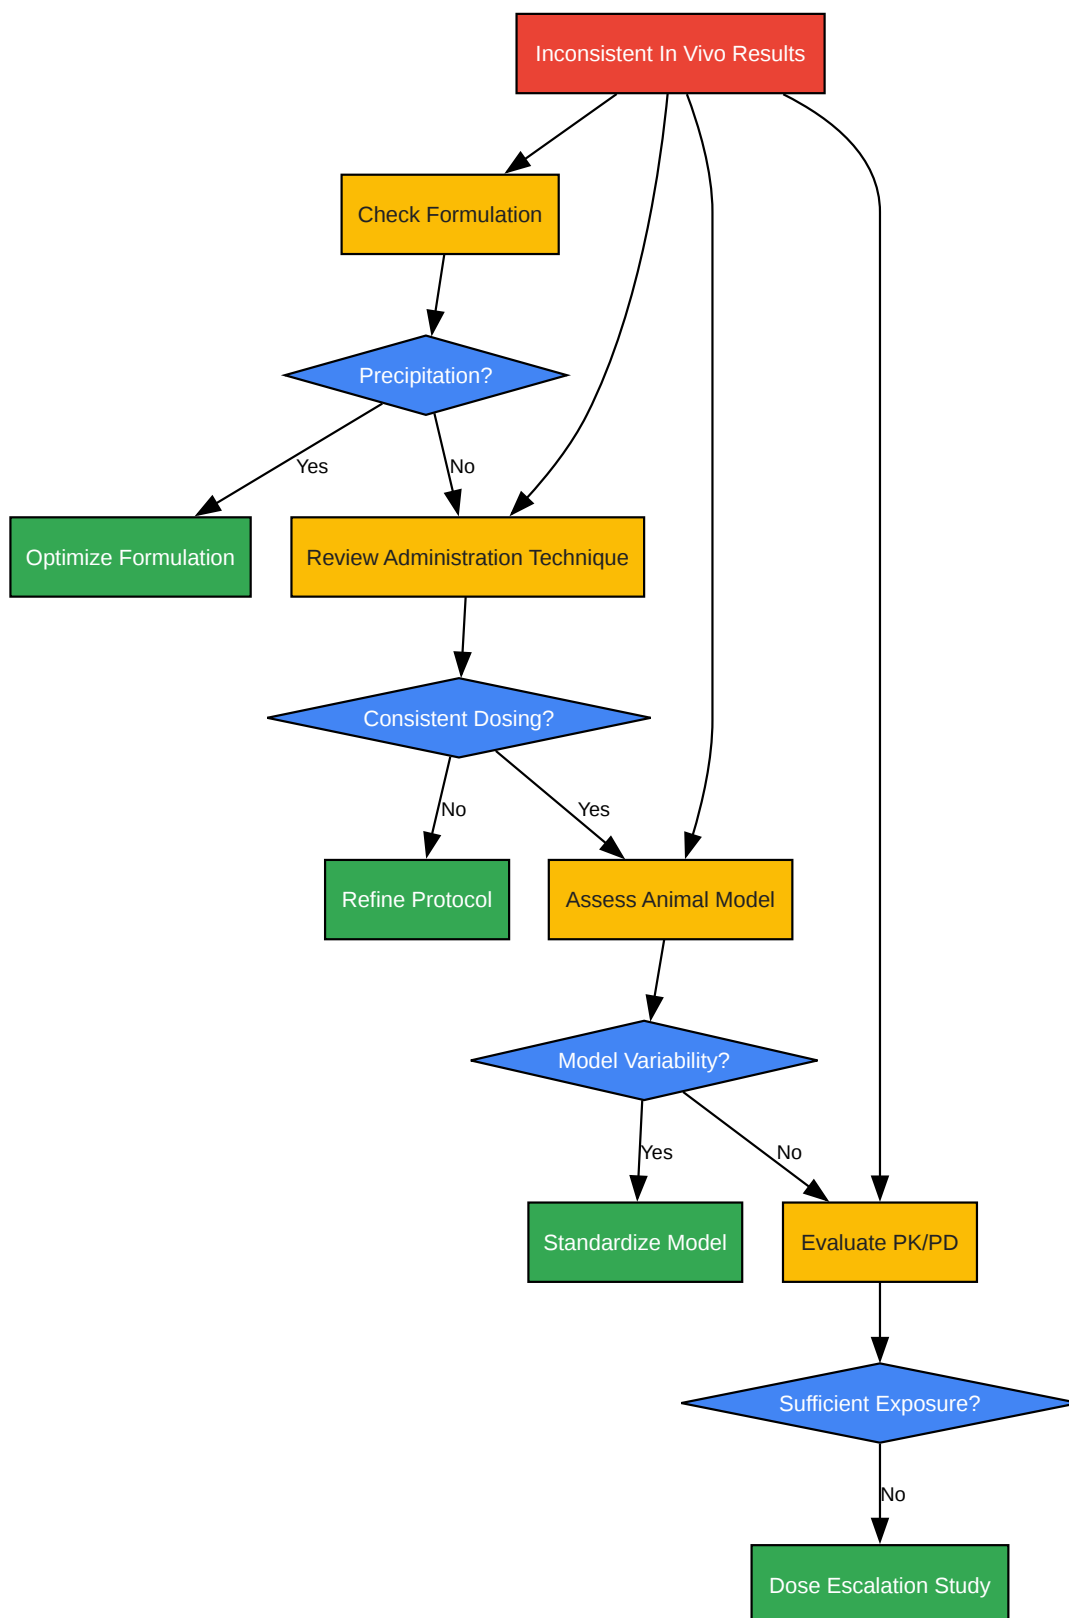 Inconsistent In Vivo Results
Check Formulation
Precipitation?
Yes
No
Optimize Formulation
Review Administration Technique
Consistent Dosing?
No
Yes
Refine Protocol
Assess Animal Model
Model Variability?
Yes
No
Standardize Model
Evaluate PK/PD
Sufficient Exposure?
No
Dose Escalation Study